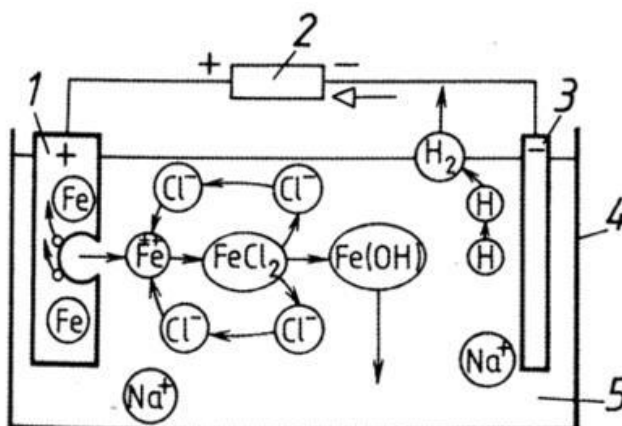 + 2 −
1 3
+ H₂ −
Fe Cl⁻ Cl⁻ H
4
Fe⁺⁺ FeCl₂ Fe(OH) H
Fe Cl⁻ Cl⁻
Na⁺ Na⁺ 5